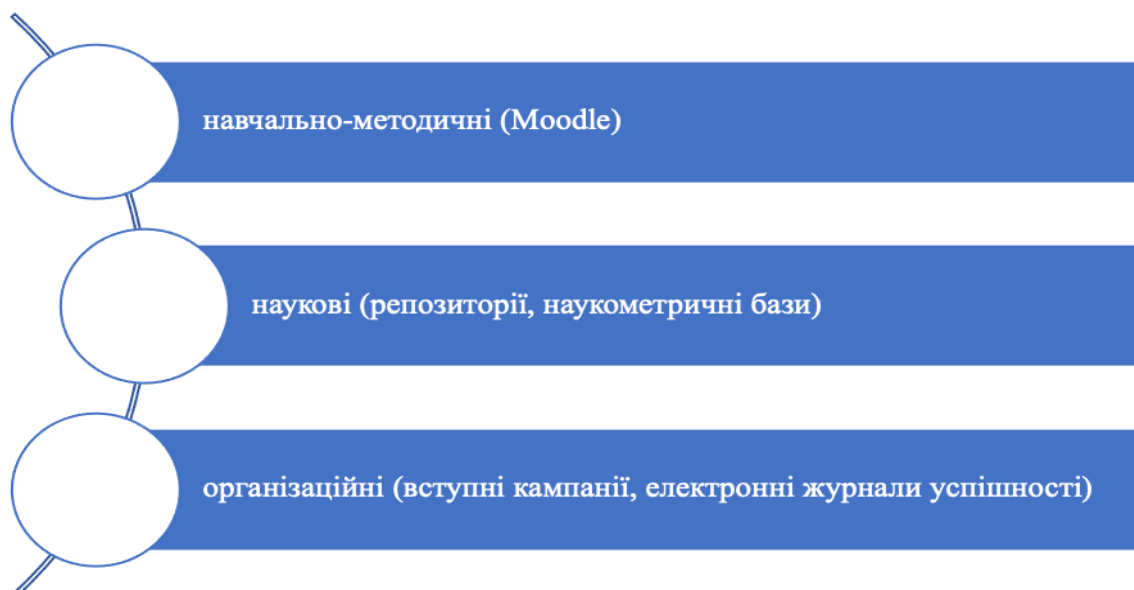 навчально-методичні (Moodle)
наукові (репозиторії, наукометричні бази)
організаційні (вступні кампанії, електронні журнали успішності)